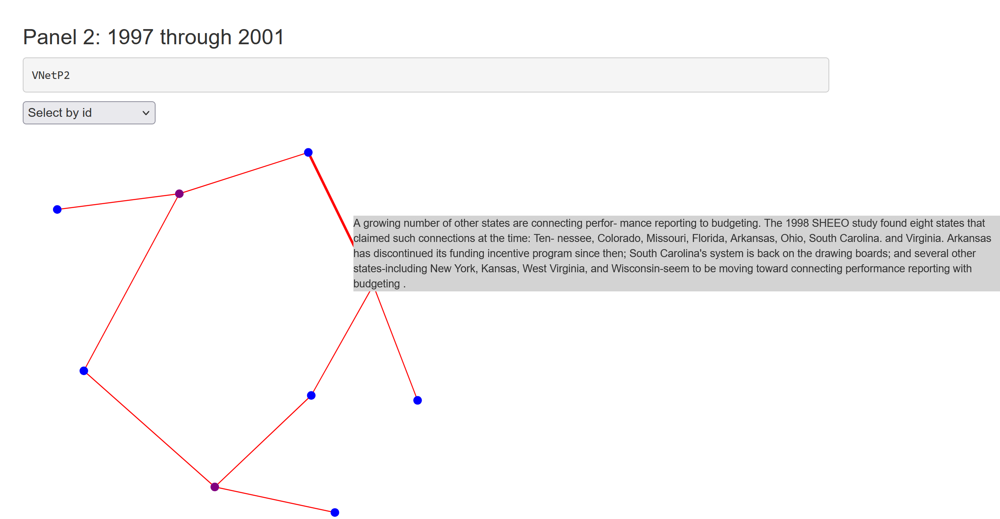 Panel 2: 1997 through 2001
VNetP2
Select by id
A growing number of other states are connecting perfor- mance reporting to budgeting. The 1998 SHEEO study found eight states that
claimed such connections at the time: Ten- nessee, Colorado, Missouri, Florida, Arkansas, Ohio, South Carolina. and Virginia. Arkansas
has discontinued its funding incentive program since then; South Carolina's system is back on the drawing boards; and several other
states-including New York, Kansas, West Virginia, and Wisconsin-seem to be moving toward connecting performance reporting with
budgeting .